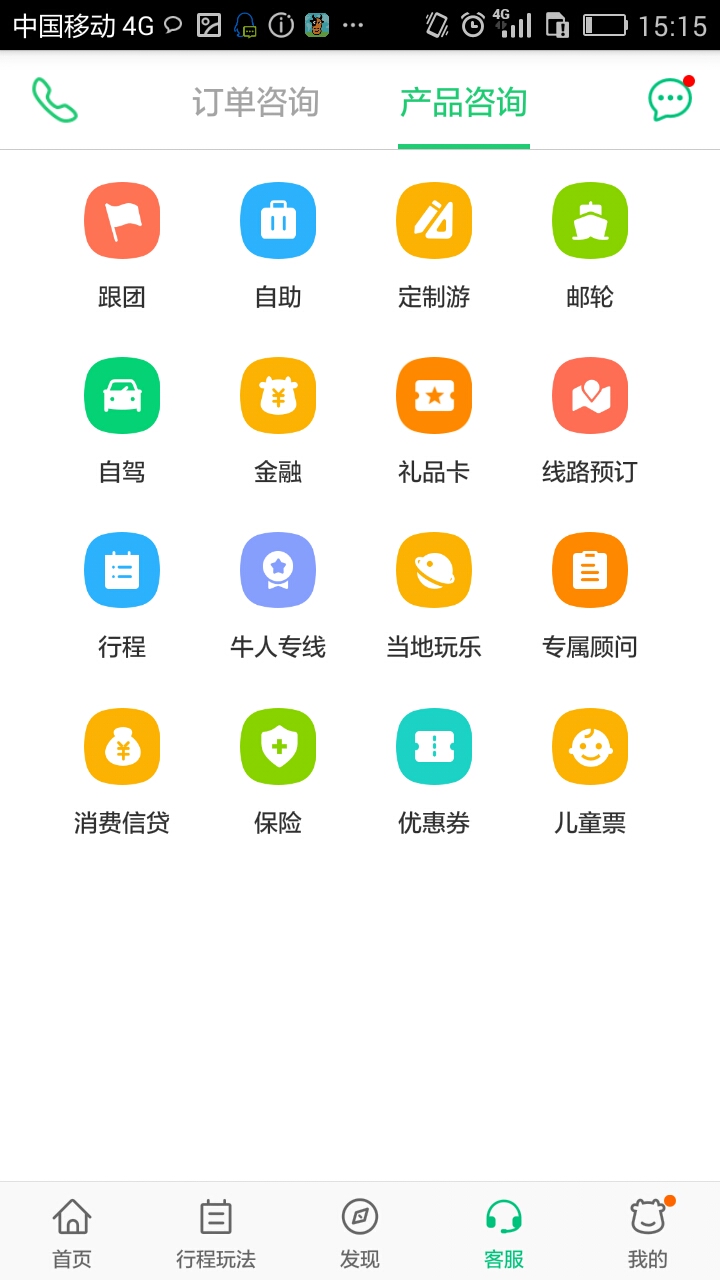 中国移动 4G 4G 15:15
订单咨询 产品咨询
跟团 自助 定制游 邮轮
自驾 金融 礼品卡 线路预订
行程 牛人专线 当地玩乐 专属顾问
消费信贷 保险 优惠券 儿童票
首页 行程玩法 发现 客服 我的